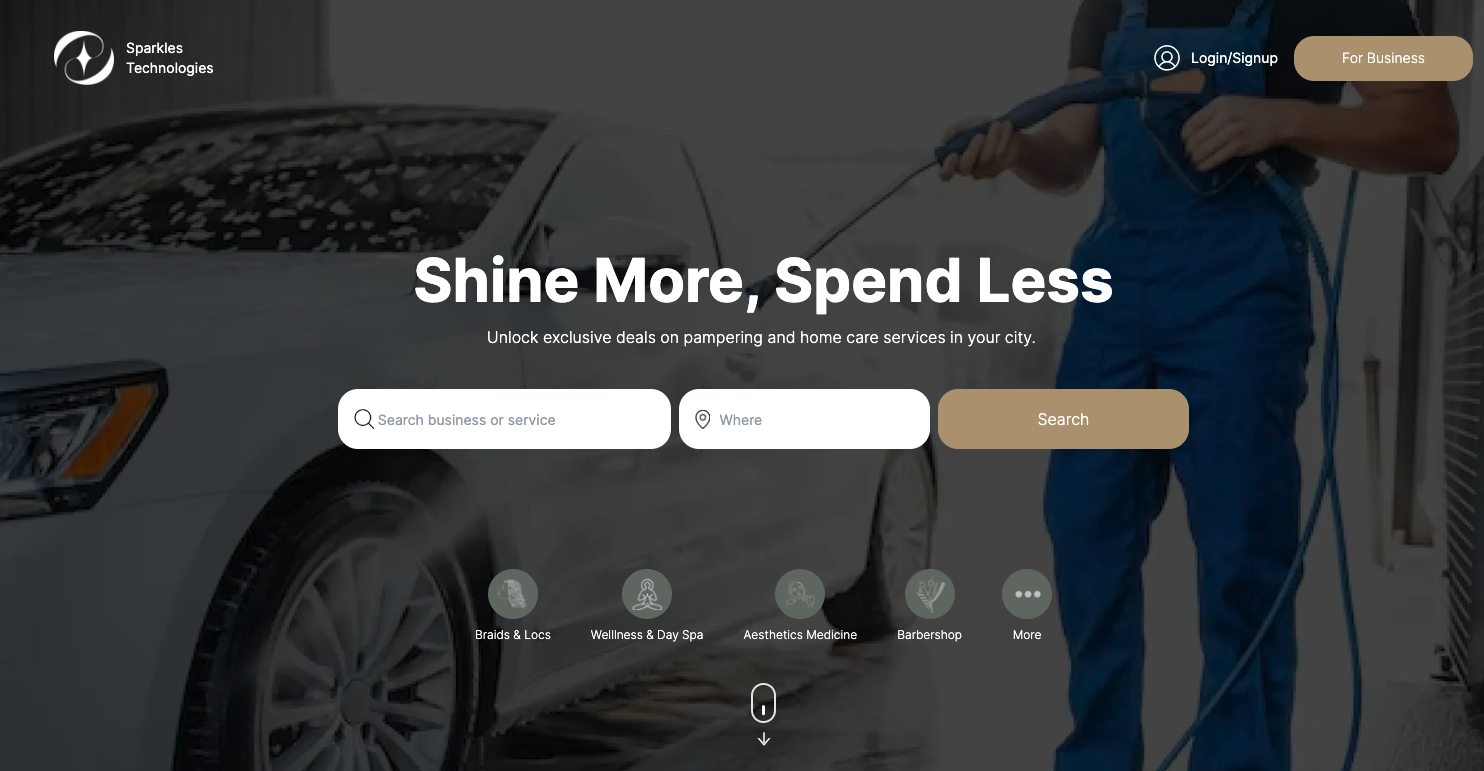 Sparkles
Technologies
Login/Signup
For Business
Shine More, Spend Less
Unlock exclusive deals on pampering and home care services in your city.
Search business or service
Where
Search
Braids & Locs
Welllness & Day Spa
Aesthetics Medicine
Barbershop
More